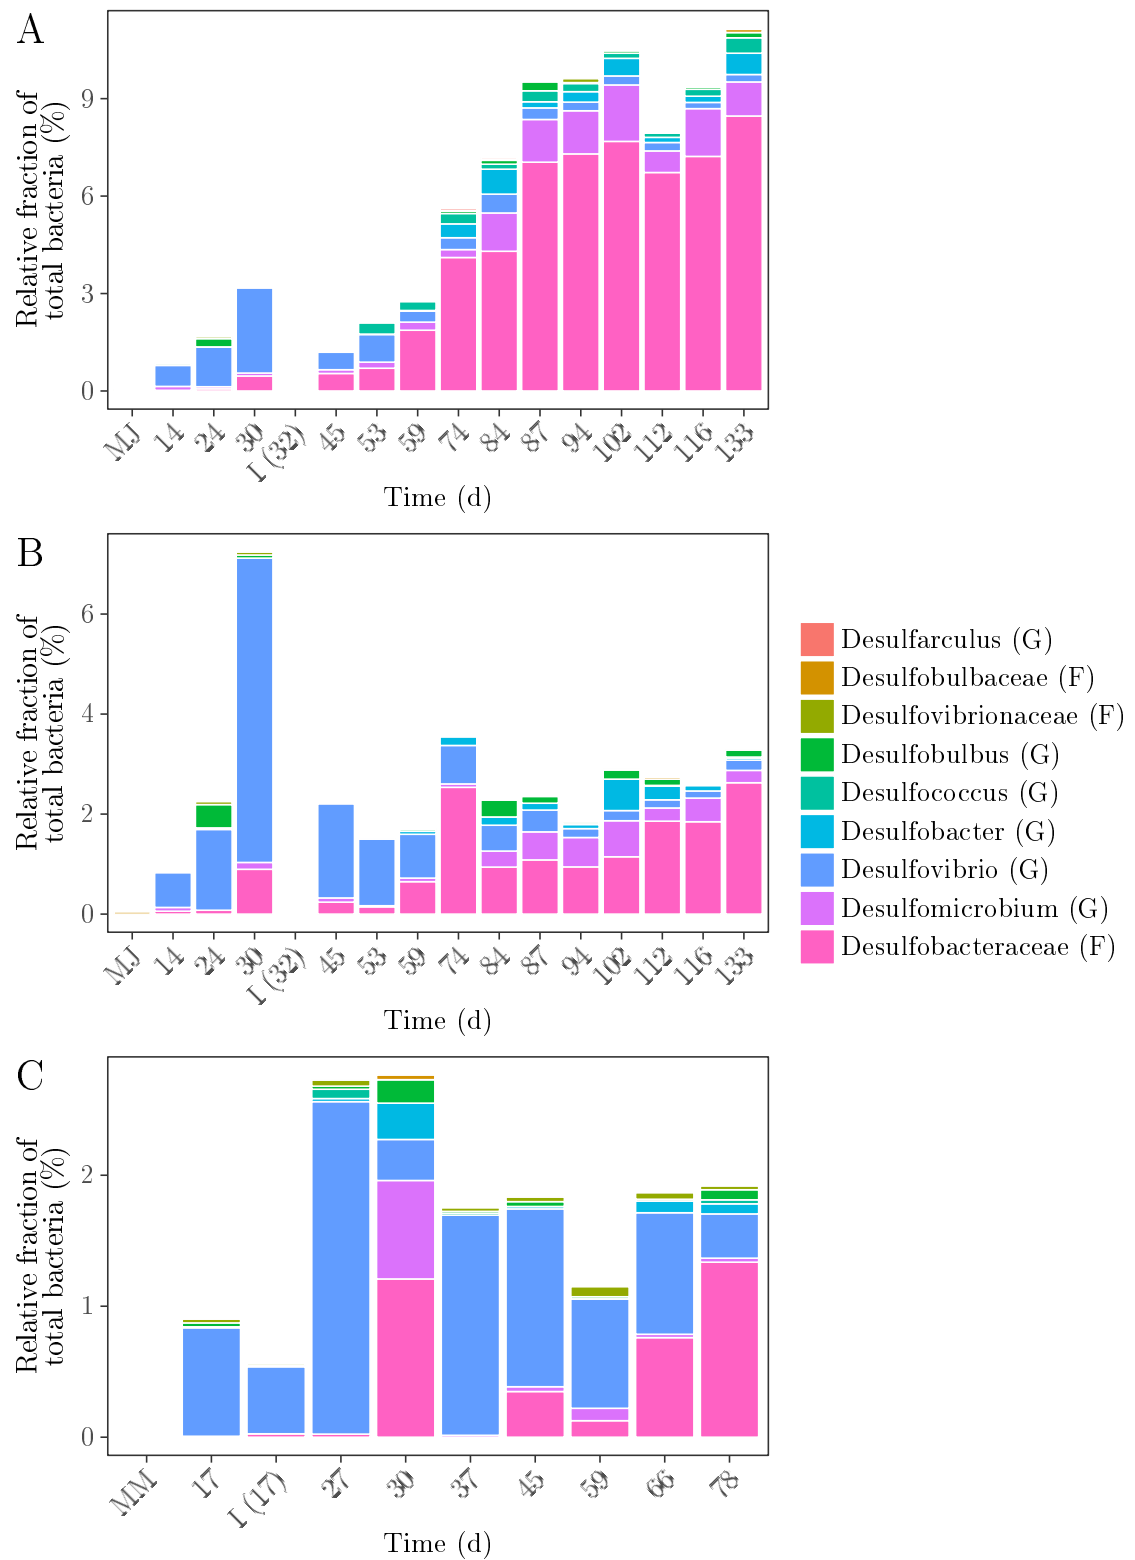 A
Relative fraction of
total bacteria (%)
9
6
3
0
MJ 14 24 30 I (32) 45 53 59 74 84 87 94 102 112 116 133
Time (d)
B
Relative fraction of
total bacteria (%)
6
4
2
0
MJ 14 24 30 I (32) 45 53 59 74 84 87 94 102 112 116 133
Time (d)
Desulfarculus (G)
Desulfobulbaceae (F)
Desulfovibrionaceae (F)
Desulfobulbus (G)
Desulfococcus (G)
Desulfobacter (G)
Desulfovibrio (G)
Desulfomicrobium (G)
Desulfobacteraceae (F)
C
Relative fraction of
total bacteria (%)
2
1
0
MM 17 I (17) 27 30 37 45 59 66 78
Time (d)